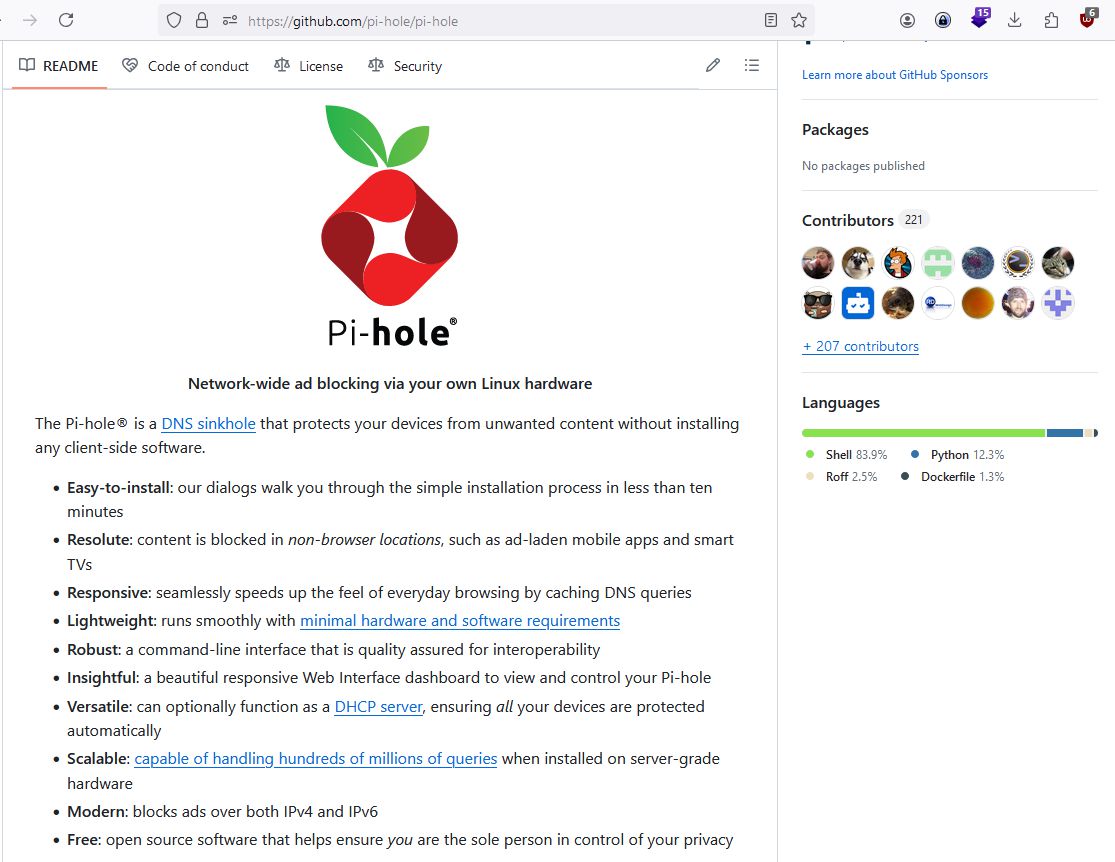 15
6
https://github.com/pi-hole/pi-hole
README
Code of conduct
License
Security
Pi-hole®
Network-wide ad blocking via your own Linux hardware
The Pi-hole® is a DNS sinkhole that protects your devices from unwanted content without installing
any client-side software.
• Easy-to-install: our dialogs walk you through the simple installation process in less than ten
minutes
• Resolute: content is blocked in non-browser locations, such as ad-laden mobile apps and smart
TVs
• Responsive: seamlessly speeds up the feel of everyday browsing by caching DNS queries
• Lightweight: runs smoothly with minimal hardware and software requirements
• Robust: a command-line interface that is quality assured for interoperability
• Insightful: a beautiful responsive Web Interface dashboard to view and control your Pi-hole
• Versatile: can optionally function as a DHCP server, ensuring all your devices are protected
automatically
• Scalable: capable of handling hundreds of millions of queries when installed on server-grade
hardware
• Modern: blocks ads over both IPv4 and IPv6
• Free: open source software that helps ensure you are the sole person in control of your privacy
Learn more about GitHub Sponsors
Packages
No packages published
Contributors 221
+ 207 contributors
Languages
Shell 83.9%
Python 12.3%
Roff 2.5%
Dockerfile 1.3%